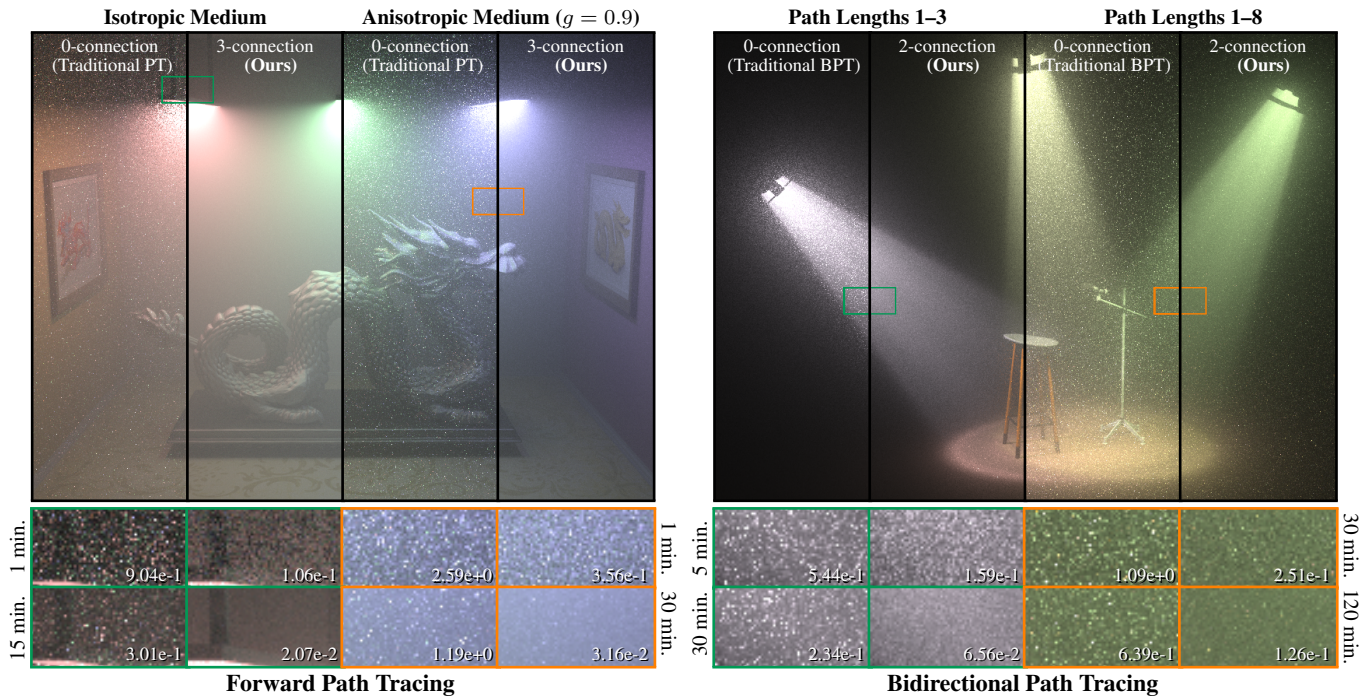 Isotropic Medium
Anisotropic Medium (g = 0.9)
Path Lengths 1–3
Path Lengths 1–8
0-connection
(Traditional PT)
3-connection
(Ours)
0-connection
(Traditional PT)
3-connection
(Ours)
0-connection
(Traditional BPT)
2-connection
(Ours)
0-connection
(Traditional BPT)
2-connection
(Ours)
1 min.
9.04e-1
1.06e-1
2.59e+0
3.56e-1
1 min.
15 min.
3.01e-1
2.07e-2
1.19e+0
3.16e-2
30 min.
5 min.
5.44e-1
1.59e-1
1.09e+0
2.51e-1
30 min.
30 min.
2.34e-1
6.56e-2
6.39e-1
1.26e-1
120 min.
Forward Path Tracing
Bidirectional Path Tracing